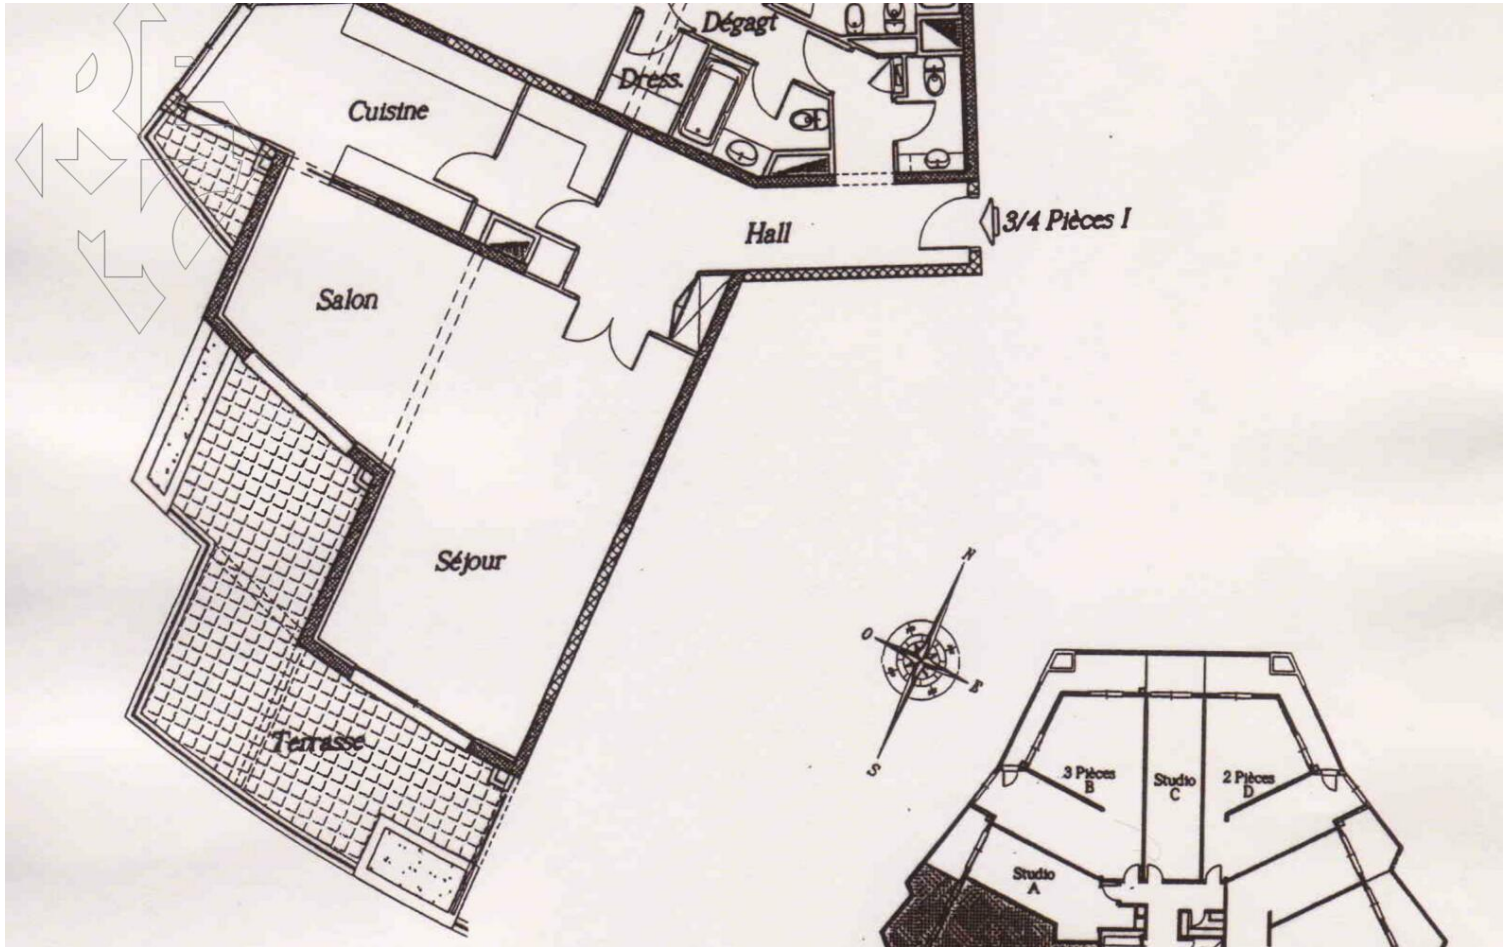 Dégagt
Dress.
Cuisine
Hall
3/4 Pièces I
Salon
Séjour
Terrasse
N
O
E
S
3 Pièces
B
Studio
C
2 Pièces
D
Studio
A